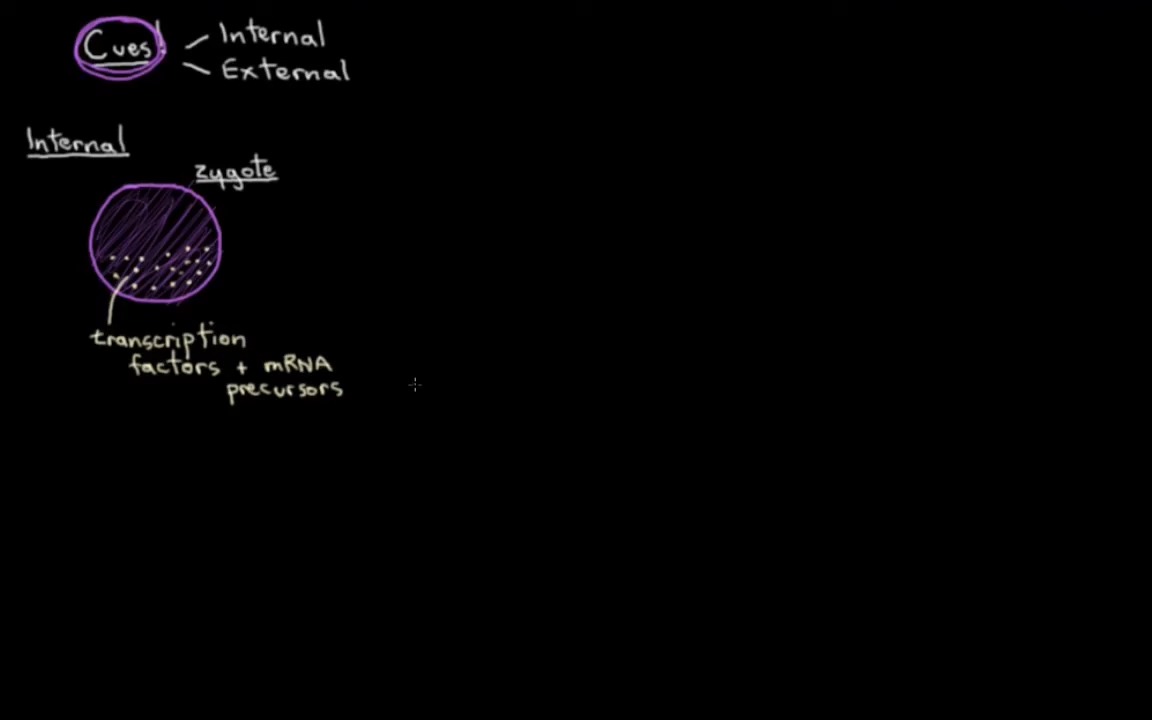 Cues
Internal
External
Internal
zygote
transcription
factors + mRNA
precursors